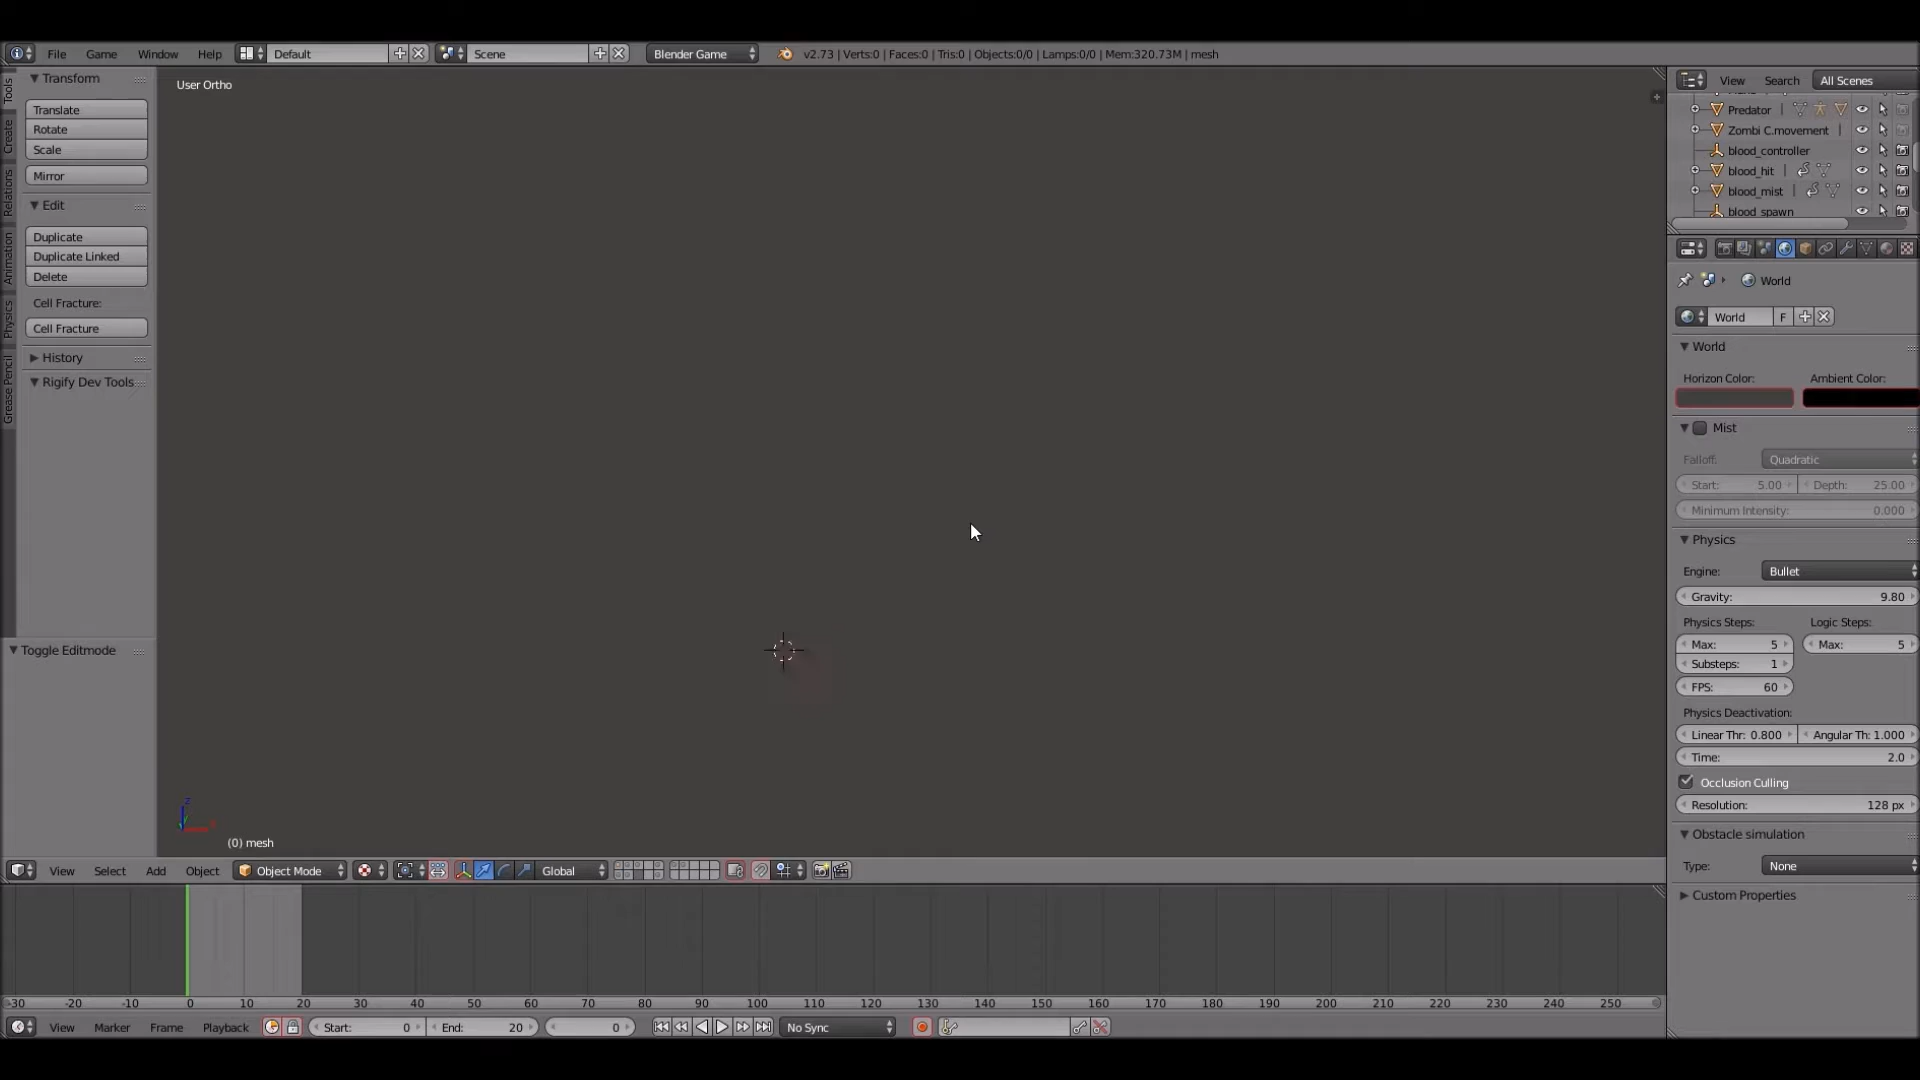 File Game Window Help Default Scene Blender Game v2.73 | Verts:0 | Faces:0 | Tris:0 | Objects:0/0 | Lamps:0/0 | Mem:320.73M | mesh
Tools
Create
Relations
Animation
Physics
Grease Pencil
Transform
Translate
Rotate
Scale
Mirror
Edit
Duplicate
Duplicate Linked
Delete
Cell Fracture:
Cell Fracture
History
Rigify Dev Tools
Toggle Editmode
User Ortho
(0) mesh
View Select Add Object Object Mode Global
View Search All Scenes
Predator
Zombi C.movement
blood_controller
blood_hit
blood_mist
blood_spawn
World
World F
World
Horizon Color: Ambient Color:
Mist
Falloff: Quadratic
Start: 5.00 Depth: 25.00
Minimum Intensity: 0.000
Physics
Engine: Bullet
Gravity: 9.80
Physics Steps: Logic Steps:
Max: 5 Max: 5
Substeps: 1
FPS: 60
Physics Deactivation:
Linear Thr: 0.800 Angular Th: 1.000
Time: 2.0
Occlusion Culling
Resolution: 128 px
Obstacle simulation
Type: None
Custom Properties
-30 -20 -10 0 10 20 30 40 50 60 70 80 90 100 110 120 130 140 150 160 170 180 190 200 210 220 230 240 250
View Marker Frame Playback Start: 0 End: 20 0 No Sync